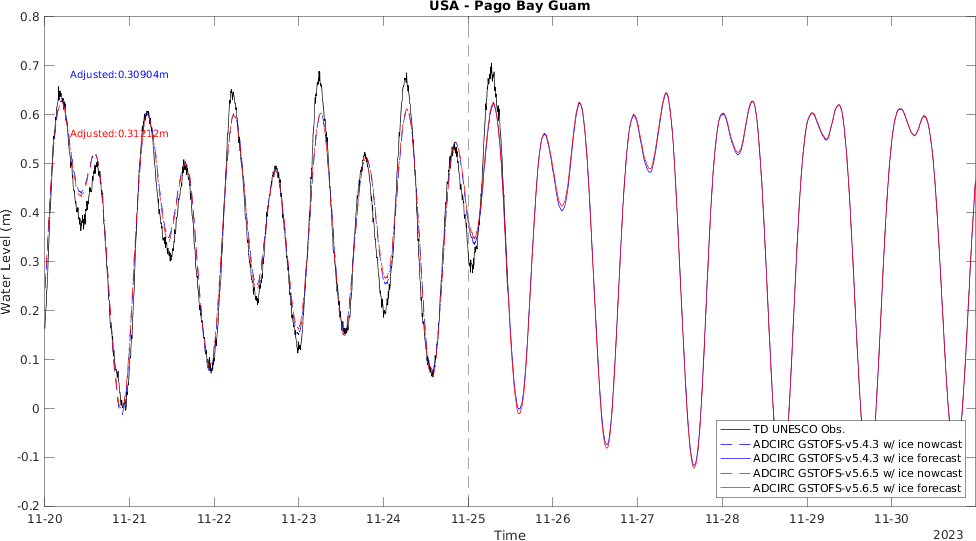 USA - Pago Bay Guam
0.8
0.7
0.6
0.5
0.4
0.3
0.2
0.1
0
-0.1
-0.2
Water Level (m)
Adjusted:0.30904m
Adjusted:0.31212m
TD UNESCO Obs.
ADCIRC GSTOFS-v5.4.3 w/ ice nowcast
ADCIRC GSTOFS-v5.4.3 w/ ice forecast
ADCIRC GSTOFS-v5.6.5 w/ ice nowcast
ADCIRC GSTOFS-v5.6.5 w/ ice forecast
11-20 11-21 11-22 11-23 11-24 11-25 11-26 11-27 11-28 11-29 11-30
Time
2023